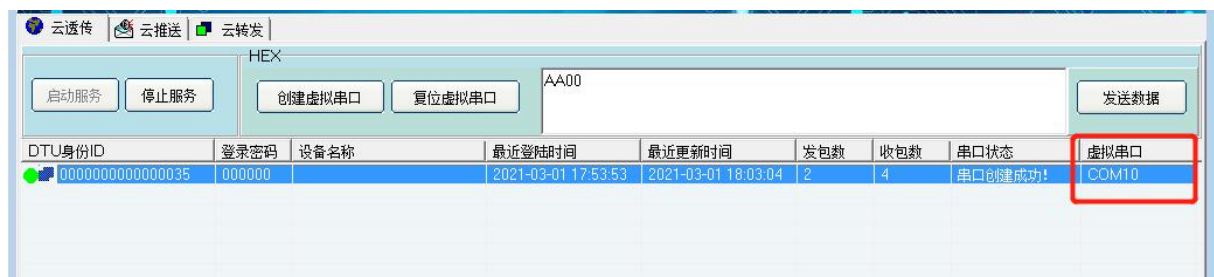 云透传 云推送 云转发
HEX
启动服务 停止服务 创建虚拟串口 复位虚拟串口 AA00 发送数据
DTU身份ID 登录密码 设备名称 最近登陆时间 最近更新时间 发包数 收包数 串口状态 虚拟串口
0000000000000035 000000 2021-03-01 17:53:53 2021-03-01 18:03:04 2 4 串口创建成功! COM10